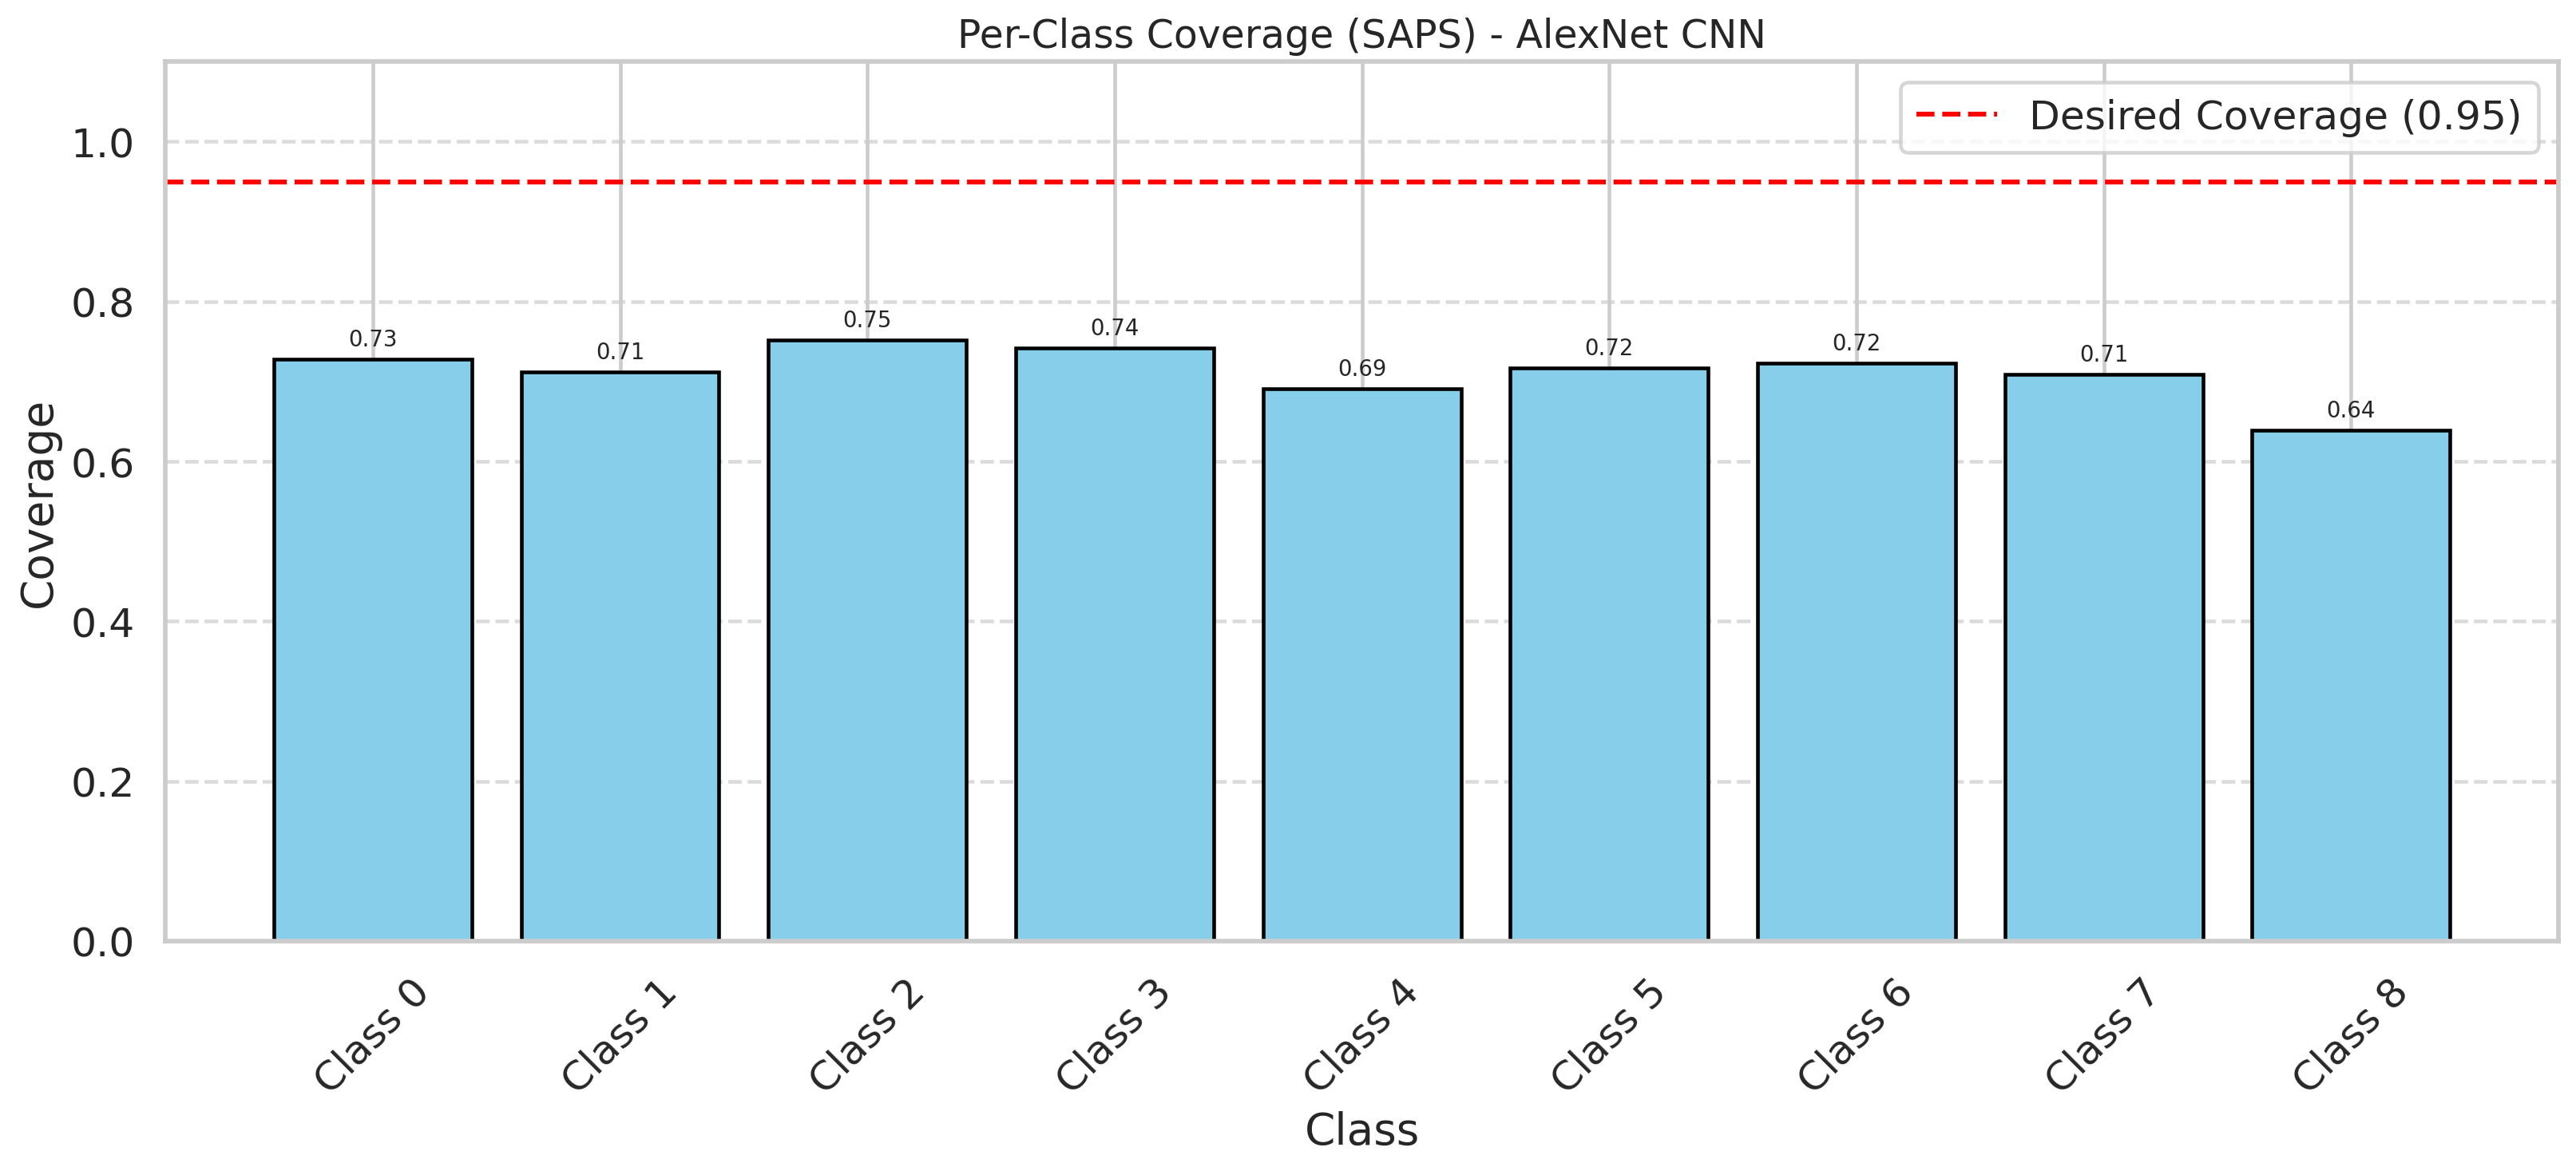 Per-Class Coverage (SAPS) - AlexNet CNN
Desired Coverage (0.95)
1.0
0.8
0.6
0.4
0.2
0.0
Coverage
0.73
0.71
0.75
0.74
0.69
0.72
0.72
0.71
0.64
Class 0
Class 1
Class 2
Class 3
Class 4
Class 5
Class 6
Class 7
Class 8
Class